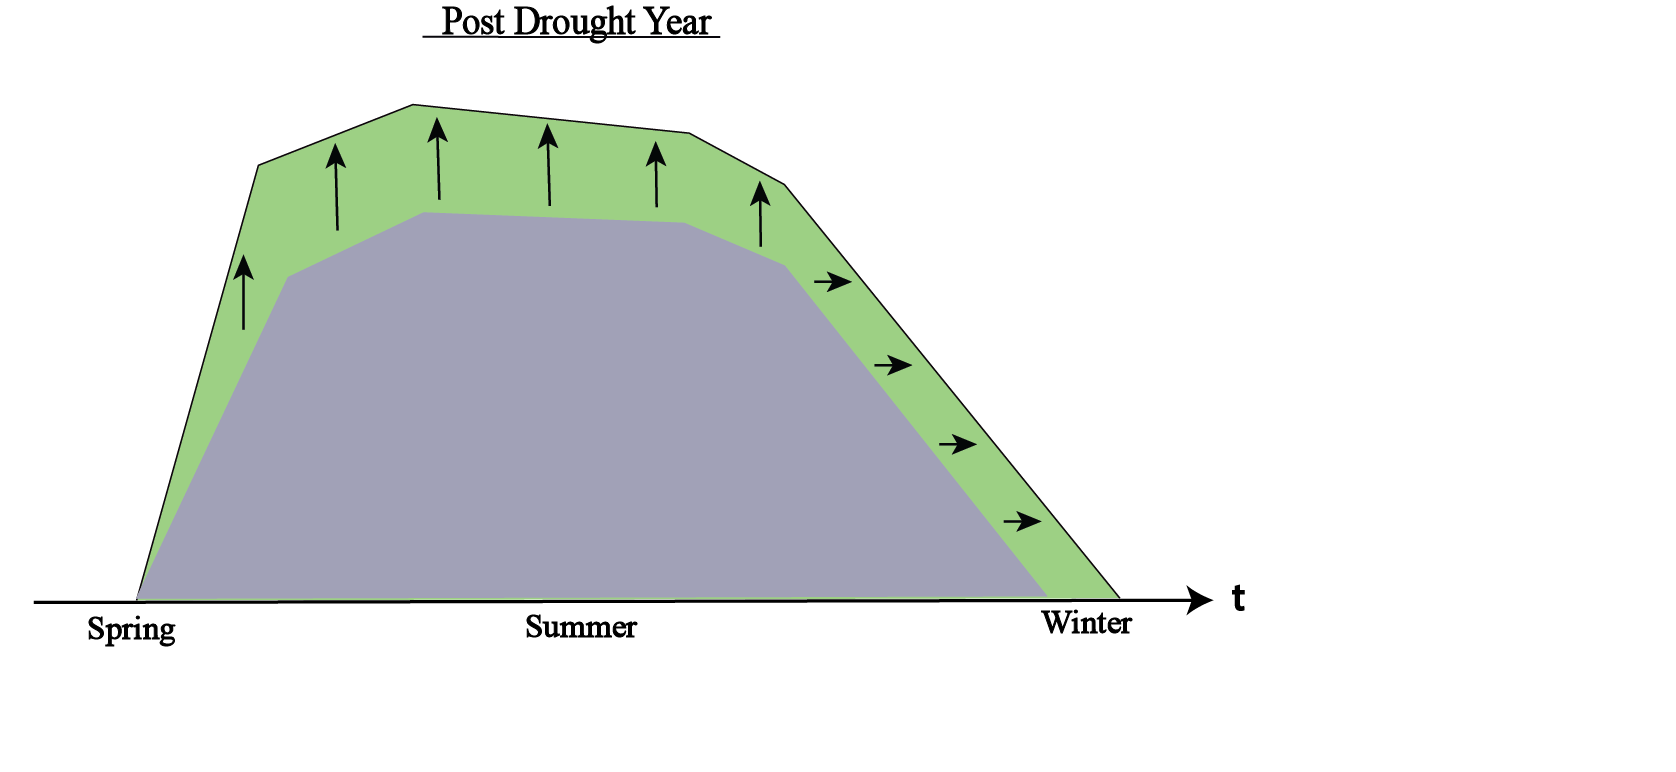 Post Drought Year
t
Spring
Summer
Winter